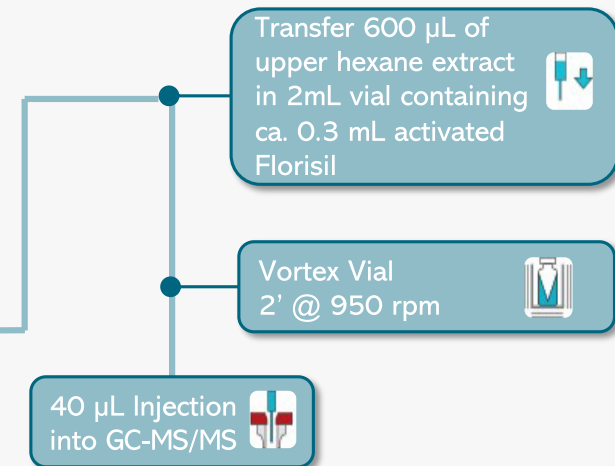 Transfer 600 µL of
upper hexane extract
in 2mL vial containing
ca. 0.3 mL activated
Florisil
Vortex Vial
2’ @ 950 rpm
40 µL Injection
into GC-MS/MS